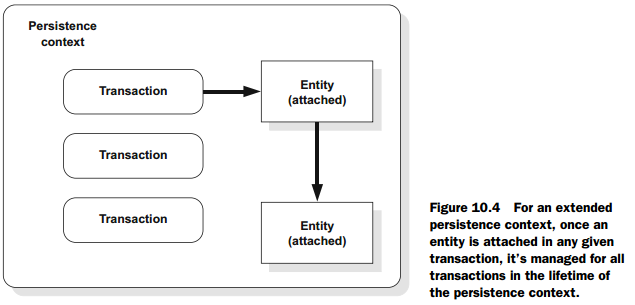 Persistence
context
Transaction
Entity
(attached)
Transaction
Transaction
Entity
(attached)
Figure 10.4 For an extended
persistence context, once an
entity is attached in any given
transaction, it's managed for all
transactions in the lifetime of
the persistence context.